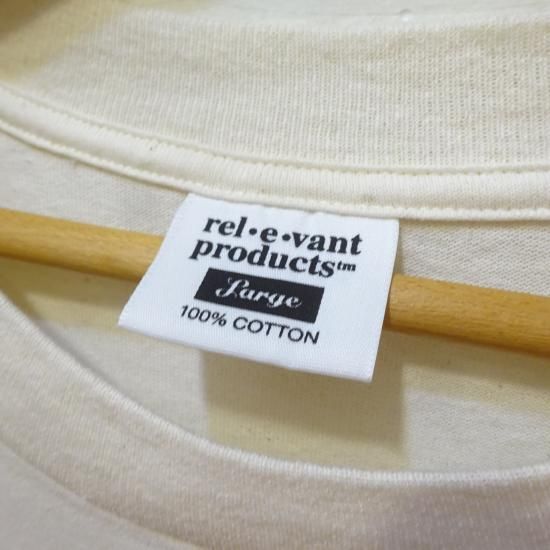 rel•e•vant
products™
Large
100% COTTON